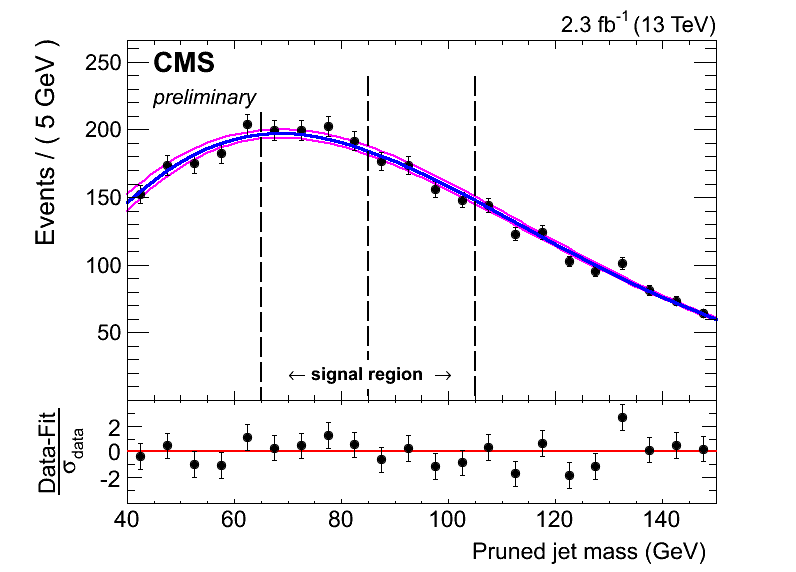 2.3 fb-1 (13 TeV)
CMS
preliminary
Events / ( 5 GeV )
250
200
150
100
50
← signal region →
Data-Fit
σdata
2
0
-2
40 60 80 100 120 140
Pruned jet mass (GeV)